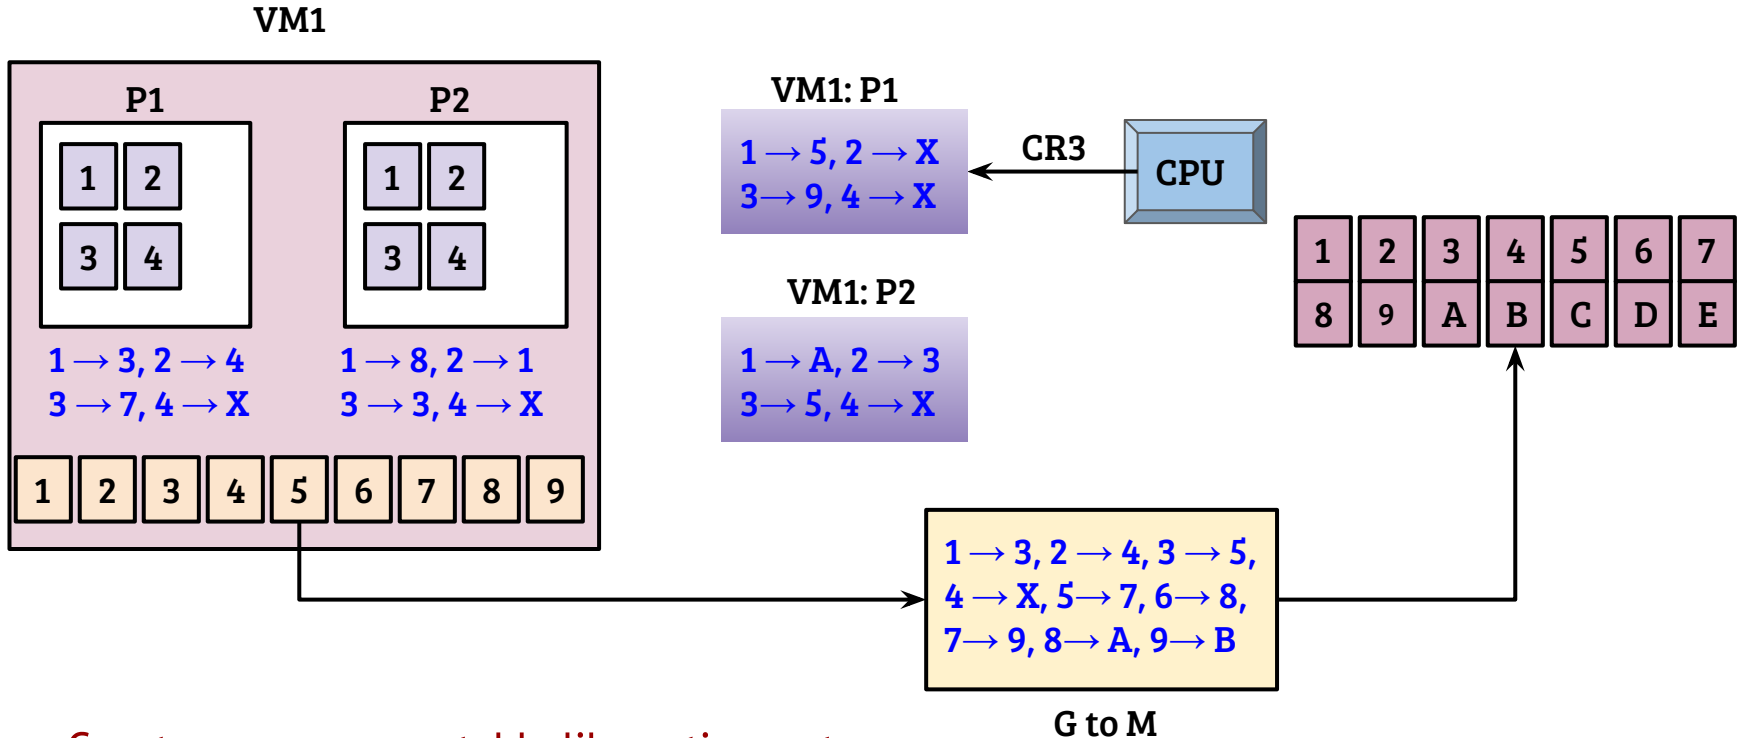 VM1
P1
P2
1 2
3 4
1 2
3 4
1 → 3, 2 → 4
3 → 7, 4 → X
1 → 8, 2 → 1
3 → 3, 4 → X
1 2 3 4 5 6 7 8 9
VM1: P1
1 → 5, 2 → X
3→ 9, 4 → X
CR3
CPU
VM1: P2
1 → A, 2 → 3
3→ 5, 4 → X
1 2 3 4 5 6 7
8 9 A B C D E
1 → 3, 2 → 4, 3 → 5,
4 → X, 5→ 7, 6→ 8,
7→ 9, 8→ A, 9→ B
G to M